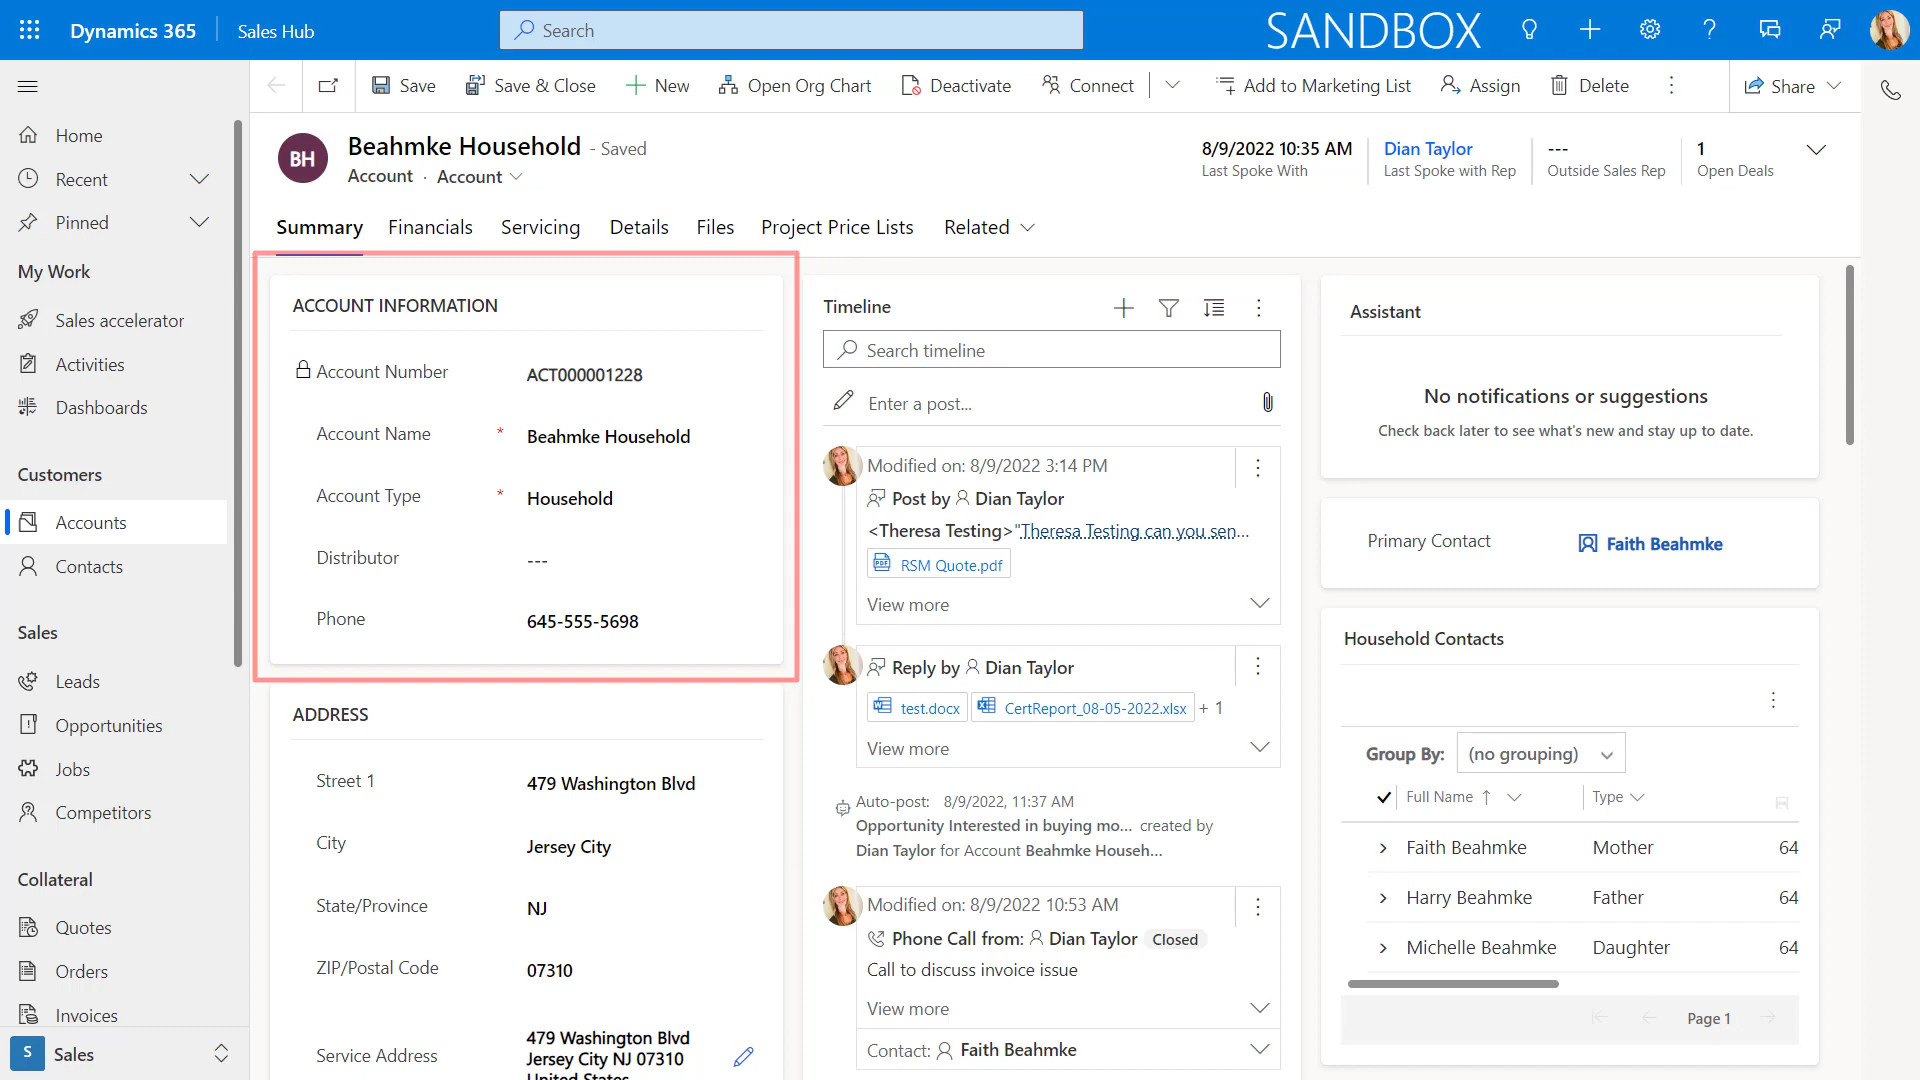 Dynamics 365
Sales Hub
Search
SANDBOX
Save
Save & Close
New
Open Org Chart
Deactivate
Connect
Add to Marketing List
Assign
Delete
Share
Home
Recent
Pinned
My Work
Sales accelerator
Activities
Dashboards
Customers
Accounts
Contacts
Sales
Leads
Opportunities
Jobs
Competitors
Collateral
Quotes
Orders
Invoices
S
Sales
BH
Beahmke Household - Saved
Account · Account
8/9/2022 10:35 AM
Last Spoke With
Dian Taylor
Last Spoke with Rep
---
Outside Sales Rep
1
Open Deals
Summary
Financials
Servicing
Details
Files
Project Price Lists
Related
ACCOUNT INFORMATION
Account Number ACT000001228
Account Name * Beahmke Household
Account Type * Household
Distributor ---
Phone 645-555-5698
ADDRESS
Street 1 479 Washington Blvd
City Jersey City
State/Province NJ
ZIP/Postal Code 07310
Service Address 479 Washington Blvd
Jersey City NJ 07310
United States
Timeline
Search timeline
Enter a post...
Modified on: 8/9/2022 3:14 PM
Post by Dian Taylor
<Theresa Testing>"Theresa Testing can you sen...
PDF
RSM Quote.pdf
View more
Reply by Dian Taylor
test.docx CertReport_08-05-2022.xlsx + 1
View more
Auto-post: 8/9/2022, 11:37 AM
Opportunity Interested in buying mo... created by
Dian Taylor for Account Beahmke Househ...
Modified on: 8/9/2022 10:53 AM
Phone Call from: Dian Taylor Closed
Call to discuss invoice issue
View more
Contact: Faith Beahmke
Assistant
No notifications or suggestions
Check back later to see what's new and stay up to date.
Primary Contact Faith Beahmke
Household Contacts
Group By: (no grouping)
Full Name ↑ Type
Faith Beahmke Mother 64
Harry Beahmke Father 64
Michelle Beahmke Daughter 64
Page 1